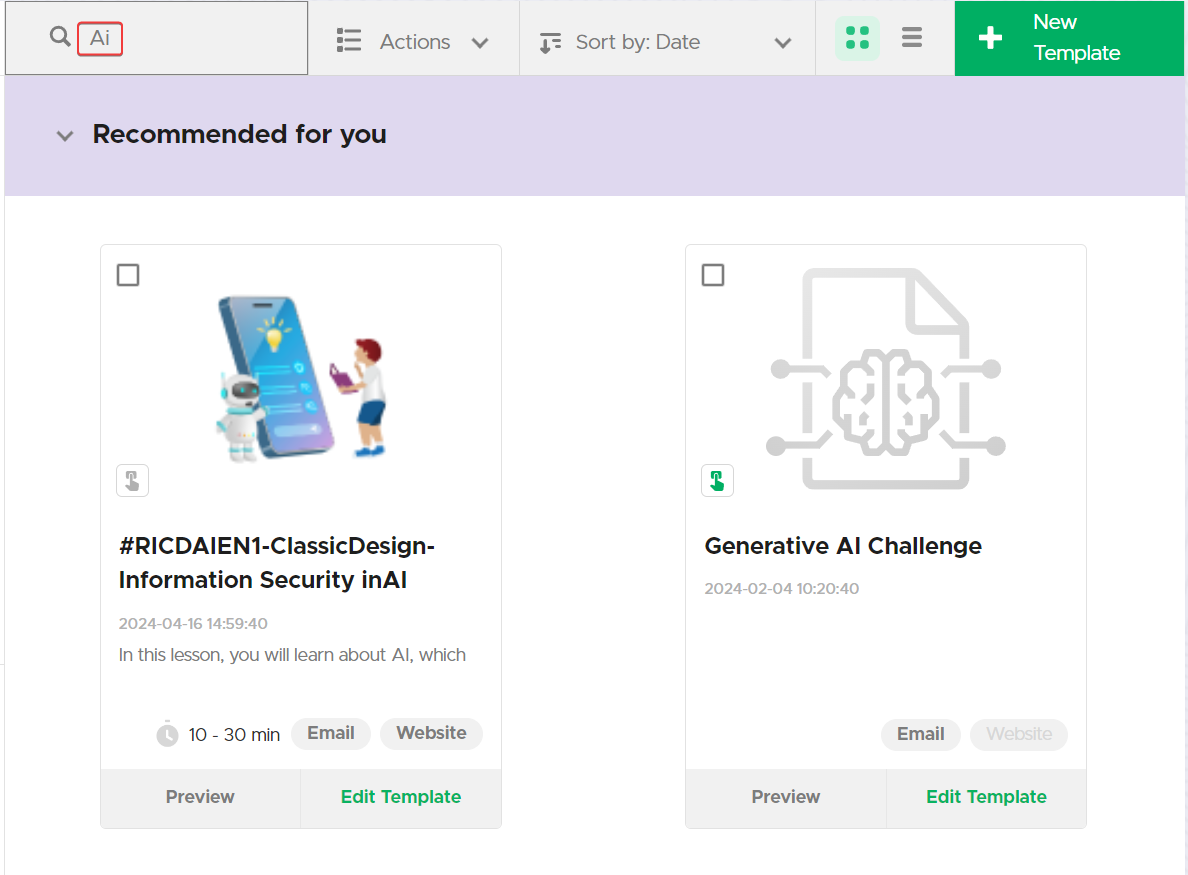 Ai
Actions
Sort by: Date
New
Template
Recommended for you
#RICDAIEN1-ClassicDesign-
Information Security inAI
2024-04-16 14:59:40
In this lesson, you will learn about AI, which
10 - 30 min
Email
Website
Preview
Edit Template
Generative AI Challenge
2024-02-04 10:20:40
Email
Website
Preview
Edit Template